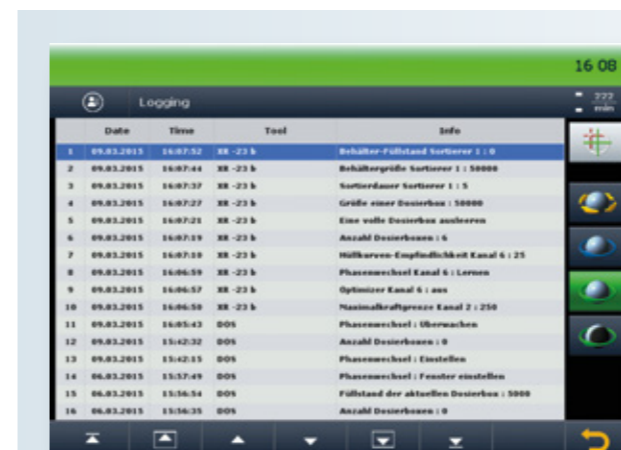 16 08
Logging
???
min
Date Time Tool Info
1 09.03.2015 16:07:52 XR -23 b Behälter-Füllstand Sortierer 1 : 0
2 09.03.2015 16:07:44 XR -23 b Behältergröße Sortierer 1 : 50000
3 09.03.2015 16:07:37 XR -23 b Sortierdauer Sortierer 1 : 5
4 09.03.2015 16:07:27 XR -23 b Größe einer Dosierbox : 50000
5 09.03.2015 16:07:21 XR -23 b Eine volle Dosierbox ausleeren
6 09.03.2015 16:07:19 XR -23 b Anzahl Dosierboxen : 6
7 09.03.2015 16:07:10 XR -23 b Hüllkurven-Empfindlichkeit Kanal 6 : 25
8 09.03.2015 16:06:59 XR -23 b Phasenwechsel Kanal 6 : Lernen
9 09.03.2015 16:06:57 XR -23 b Optimizer Kanal 6 : aus
10 09.03.2015 16:06:50 XR -23 b Maximalkraftgrenze Kanal 2 : 250
11 09.03.2015 16:05:43 DOS Phasenwechsel : Überwachen
12 09.03.2015 15:42:32 DOS Anzahl Dosierboxen : 0
13 09.03.2015 15:42:15 DOS Phasenwechsel : Einstellen
14 06.03.2015 15:57:49 DOS Phasenwechsel : Fenster einstellen
15 06.03.2015 15:56:54 DOS Füllstand der aktuellen Dosierbox : 5000
16 06.03.2015 15:56:35 DOS Anzahl Dosierboxen : 0